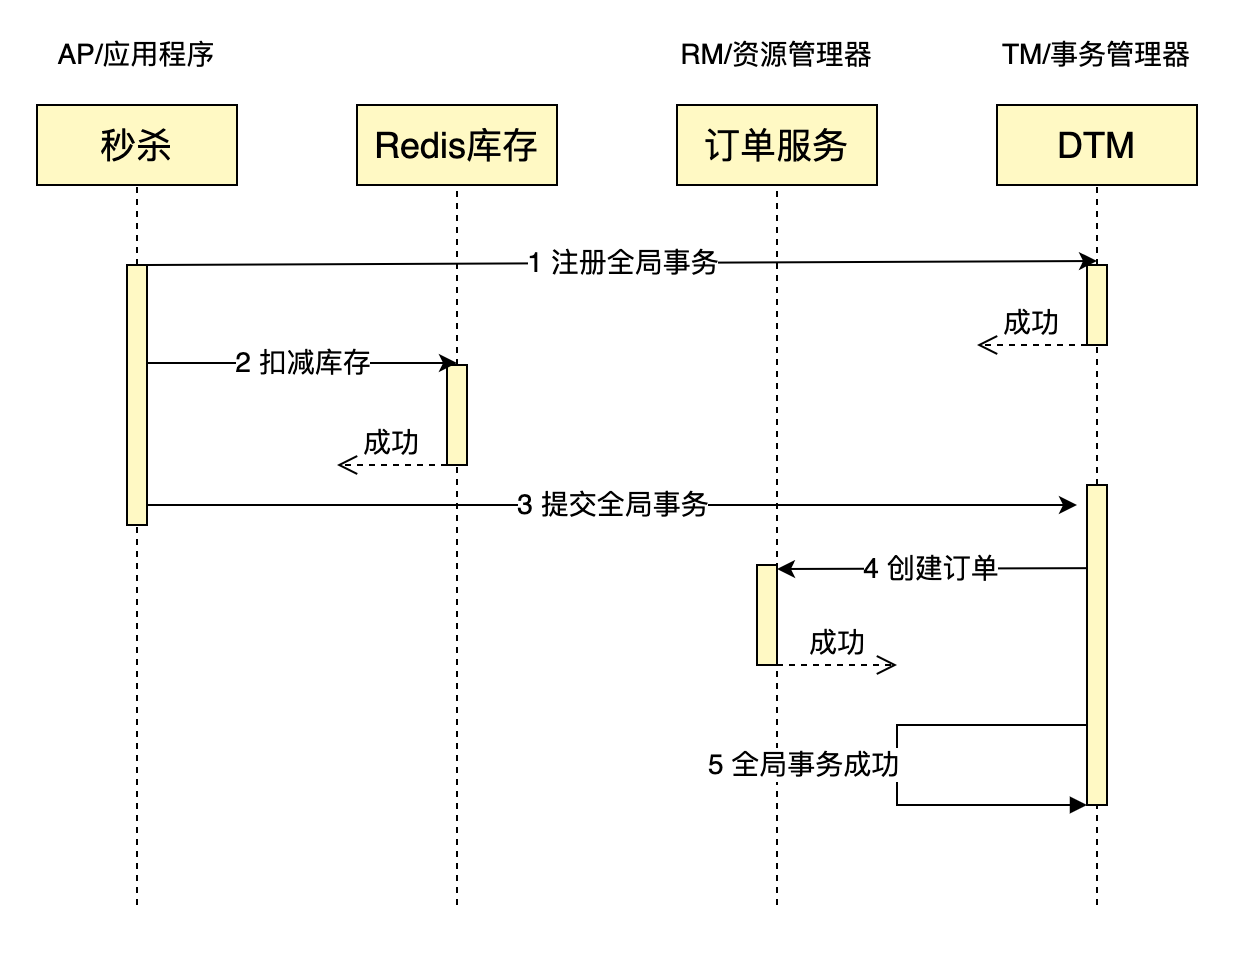 AP/应用程序
RM/资源管理器
TM/事务管理器
秒杀
Redis库存
订单服务
DTM
1 注册全局事务
成功
2 扣减库存
成功
3 提交全局事务
4 创建订单
成功
5 全局事务成功